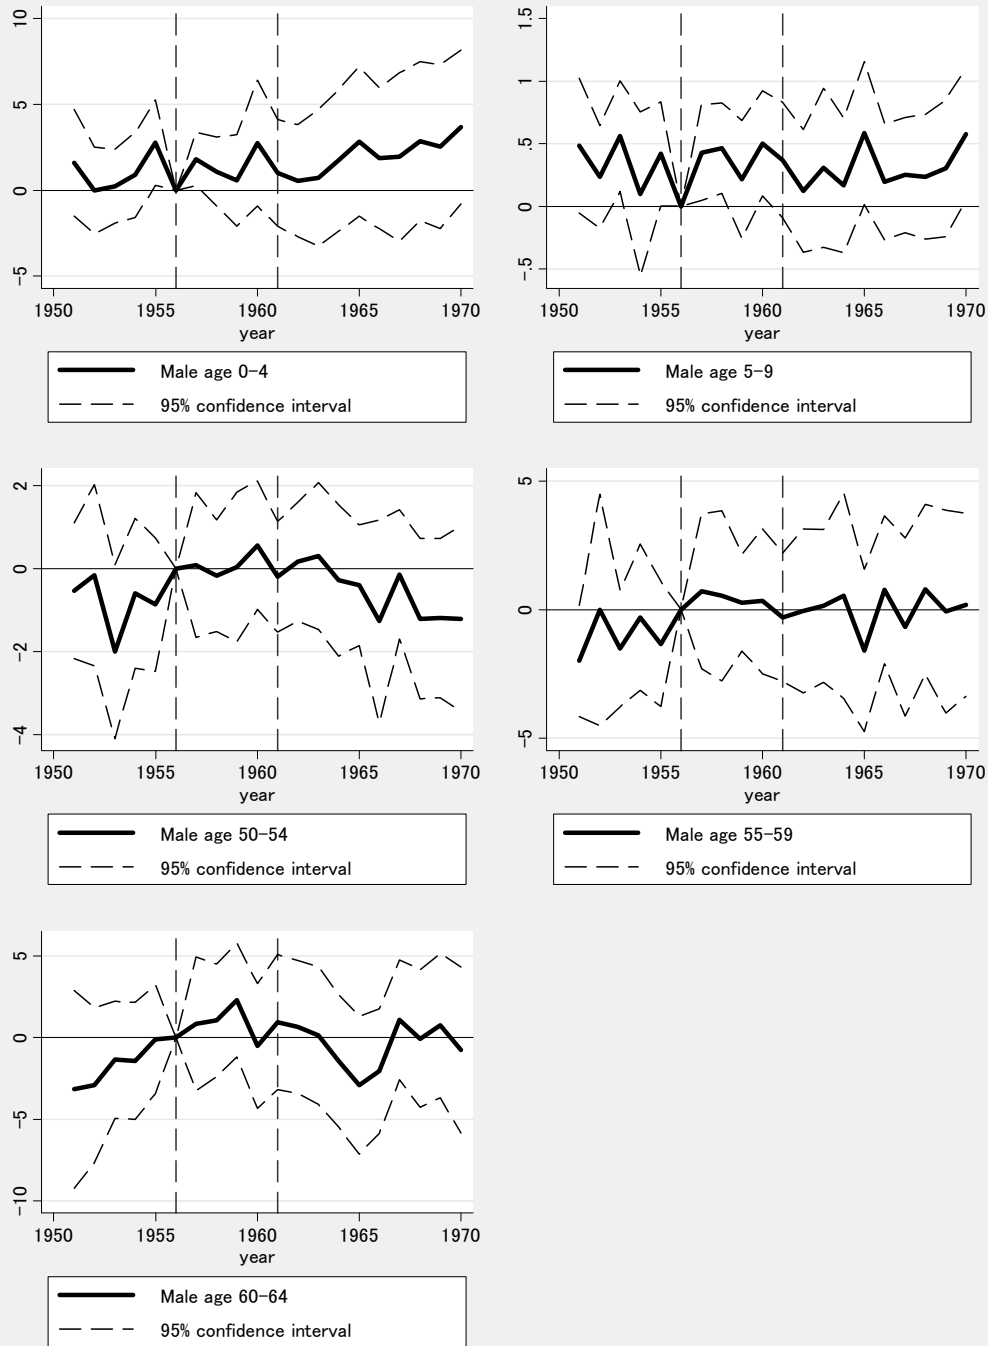 10
5
0
-5
1950 1955 1960 1965 1970
year
Male age 0-4
95% confidence interval
1.5
1
.5
0
-.5
1950 1955 1960 1965 1970
year
Male age 5-9
95% confidence interval
2
0
-2
-4
1950 1955 1960 1965 1970
year
Male age 50-54
95% confidence interval
5
0
-5
1950 1955 1960 1965 1970
year
Male age 55-59
95% confidence interval
5
0
-5
-10
1950 1955 1960 1965 1970
year
Male age 60-64
95% confidence interval